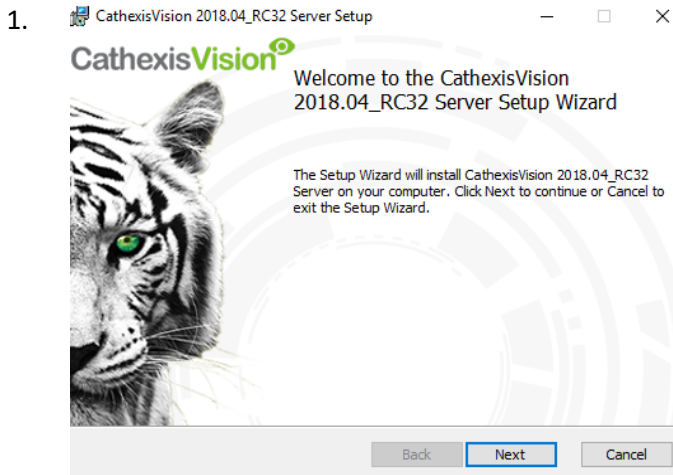 1.
CathexisVision 2018.04_RC32 Server Setup
CathexisVision
Welcome to the CathexisVision
2018.04_RC32 Server Setup Wizard
The Setup Wizard will install CathexisVision 2018.04_RC32
Server on your computer. Click Next to continue or Cancel to
exit the Setup Wizard.
Back Next Cancel